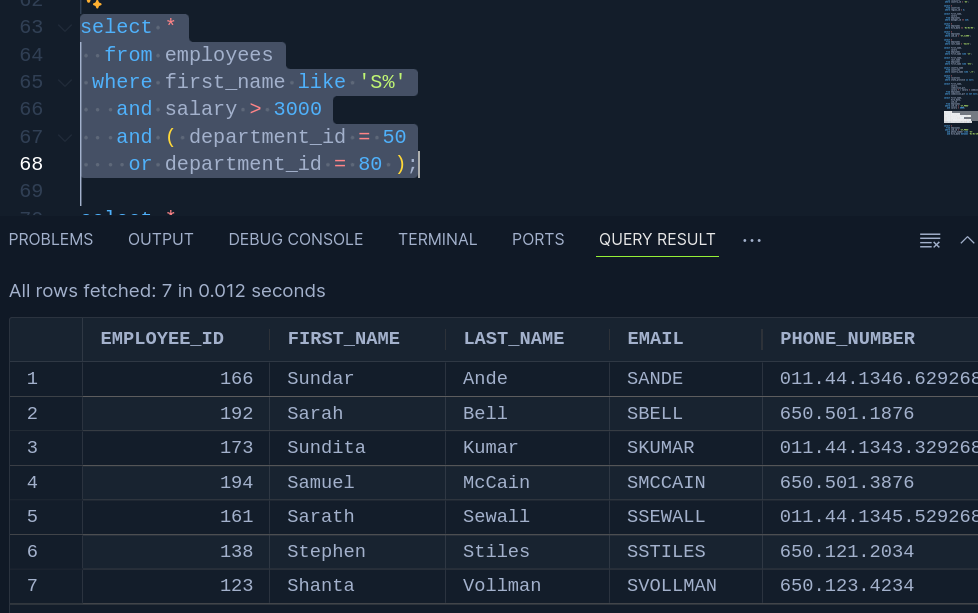 62
63 select *
64 from employees
65 where first_name like 'S%'
66 and salary > 3000
67 and ( department_id = 50
68 or department_id = 80 );
69
select *
PROBLEMS OUTPUT DEBUG CONSOLE TERMINAL PORTS QUERY RESULT ...
All rows fetched: 7 in 0.012 seconds
EMPLOYEE_ID FIRST_NAME LAST_NAME EMAIL PHONE_NUMBER
1 166 Sundar Ande SANDE 011.44.1346.629268
2 192 Sarah Bell SBELL 650.501.1876
3 173 Sundita Kumar SKUMAR 011.44.1343.329268
4 194 Samuel McCain SMCCAIN 650.501.3876
5 161 Sarath Sewall SSEWALL 011.44.1345.529268
6 138 Stephen Stiles SSTILES 650.121.2034
7 123 Shanta Vollman SVOLLMAN 650.123.4234